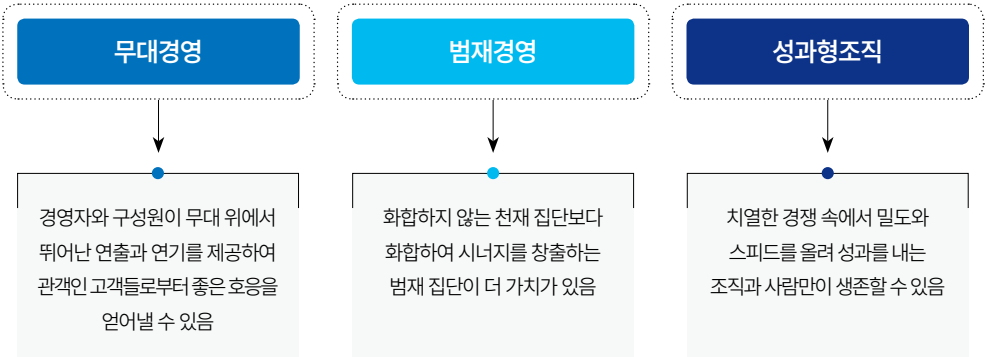 무대경영
범재경영
성과형조직
경영자와 구성원이 무대 위에서
뛰어난 연출과 연기를 제공하여
관객인 고객들로부터 좋은 호응을
얻어낼 수 있음
화합하지 않는 천재 집단보다
화합하여 시너지를 창출하는
범재 집단이 더 가치가 있음
치열한 경쟁 속에서 밀도와
스피드를 올려 성과를 내는
조직과 사람만이 생존할 수 있음